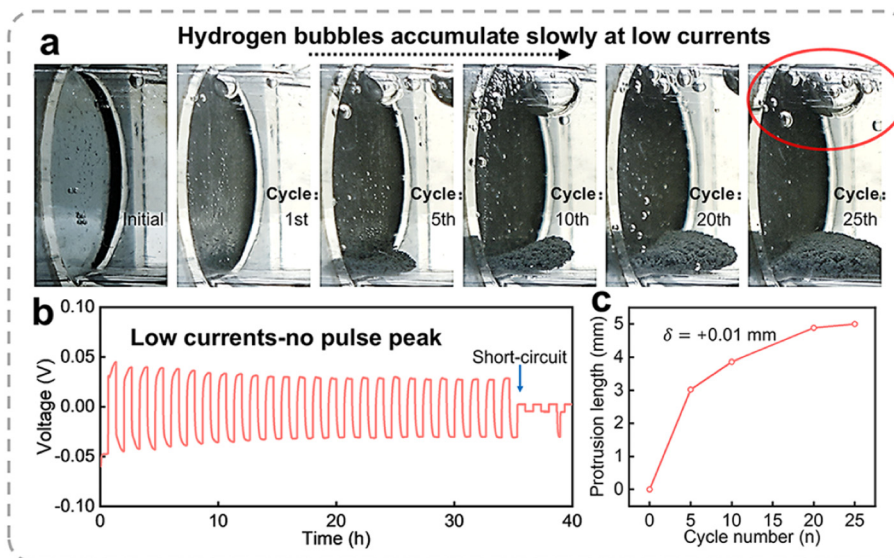 a
Hydrogen bubbles accumulate slowly at low currents
Initial
Cycle:
1st
Cycle:
5th
Cycle:
10th
Cycle:
20th
Cycle:
25th
b
Low currents-no pulse peak
Short-circuit
Voltage (V)
0.10
0.05
0.00
-0.05
-0.10
0 10 20 30 40
Time (h)
c
δ = +0.01 mm
Protrusion length (mm)
5
4
3
2
1
0
0 5 10 15 20 25
Cycle number (n)